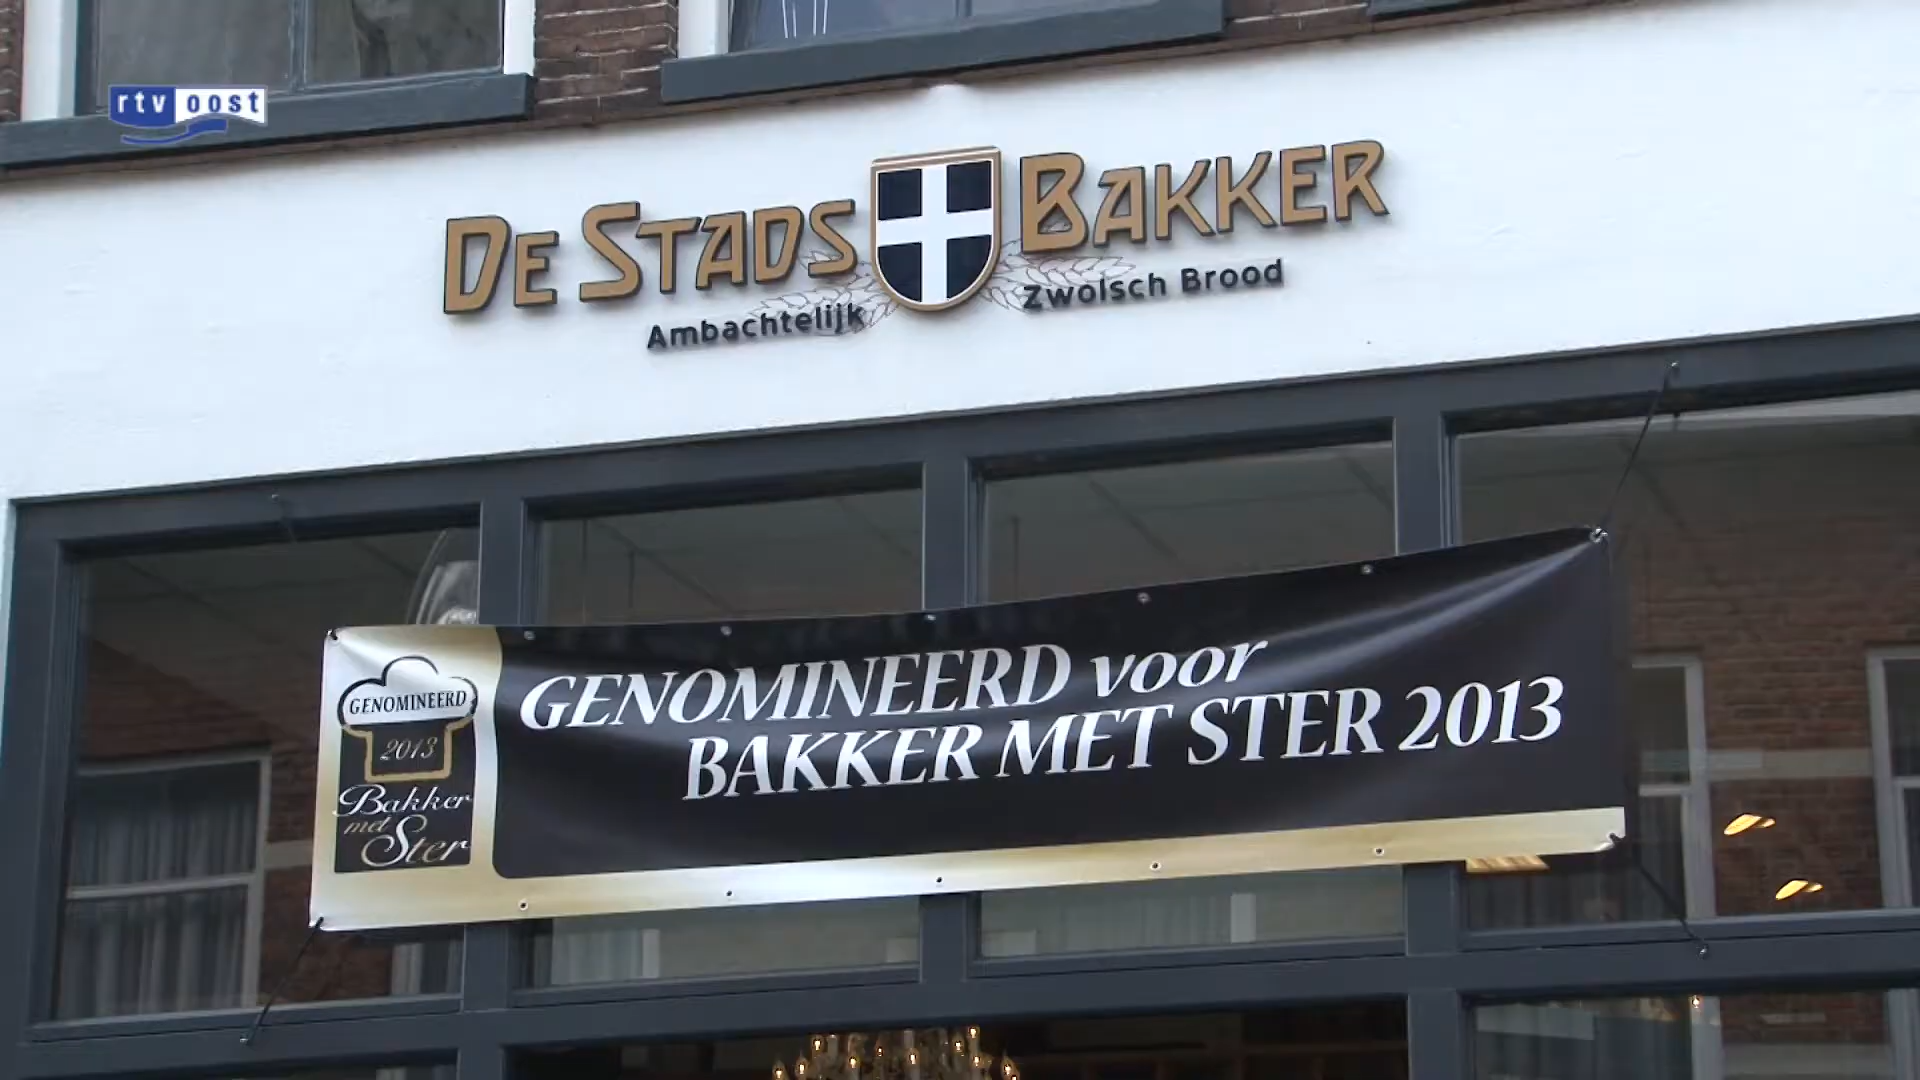 rtv oost
DE STADS BAKKER
Ambachtelijk Zwolsch Brood
GENOMINEERD voor
BAKKER MET STER 2013
GENOMINEERD
2013
Bakker
met
Ster